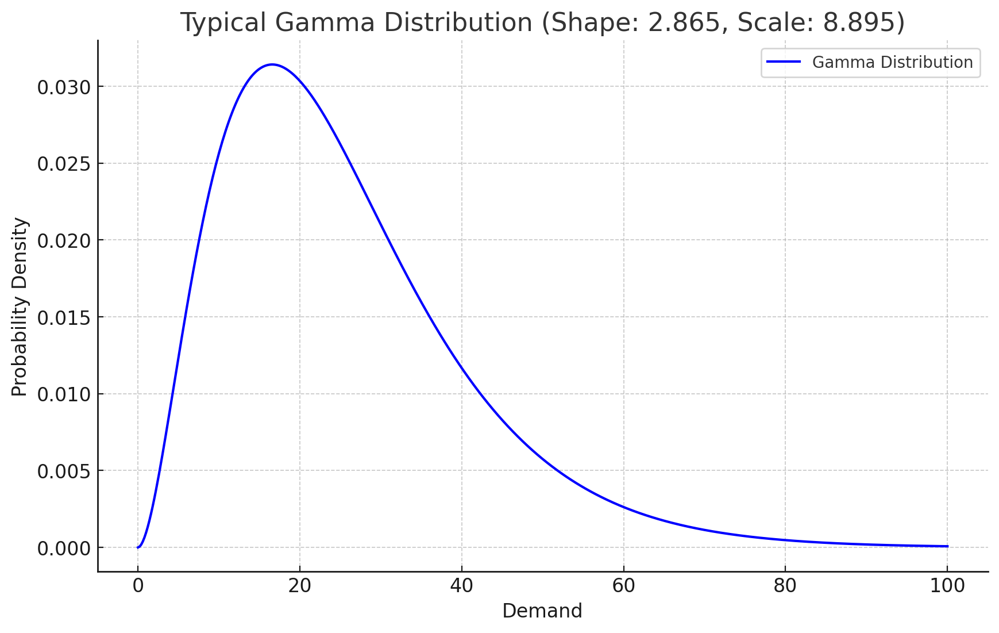 Typical Gamma Distribution (Shape: 2.865, Scale: 8.895)
Gamma Distribution
Probability Density
0.030
0.025
0.020
0.015
0.010
0.005
0.000
0 20 40 60 80 100
Demand